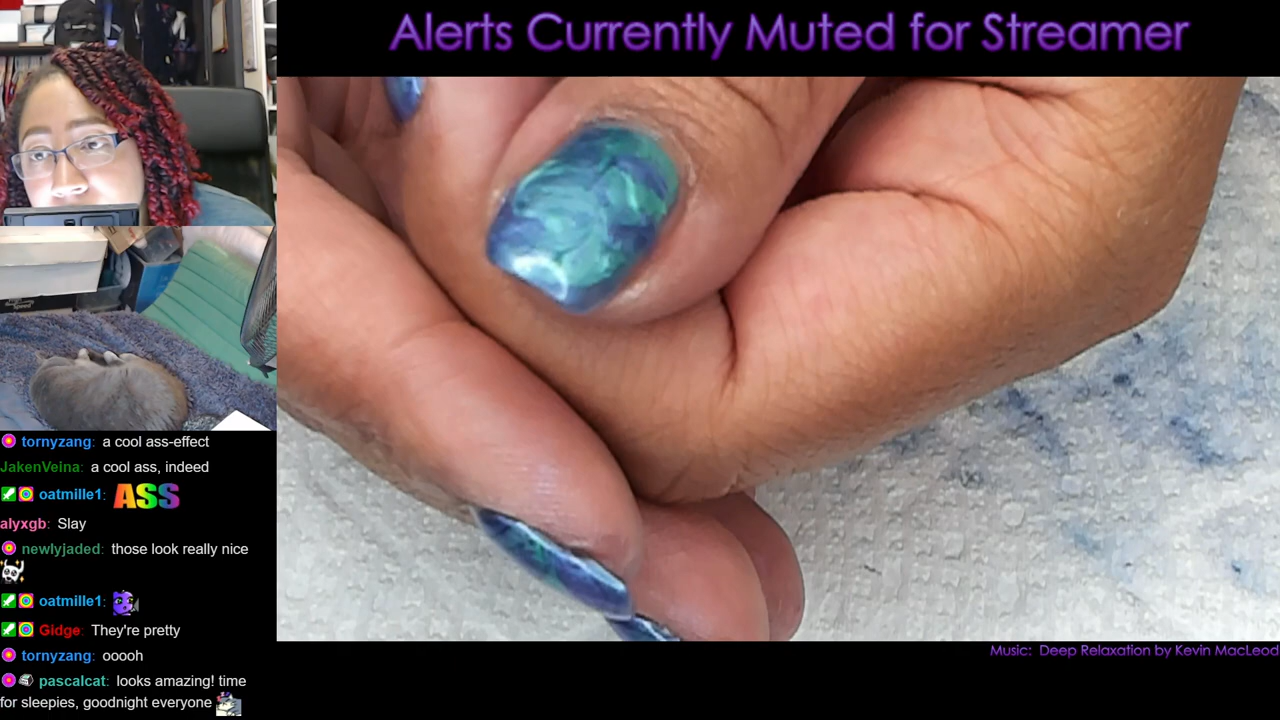 Alerts Currently Muted for Streamer
tornyzang: a cool ass-effect
JakenVeina: a cool ass, indeed
oatmille1: ASS
alyxgb: Slay
newlyjaded: those look really nice
oatmille1:
Gidge: They're pretty
tornyzang: ooooh
pascalcat: looks amazing! time
for sleepies, goodnight everyone
Music: Deep Relaxation by Kevin MacLeod